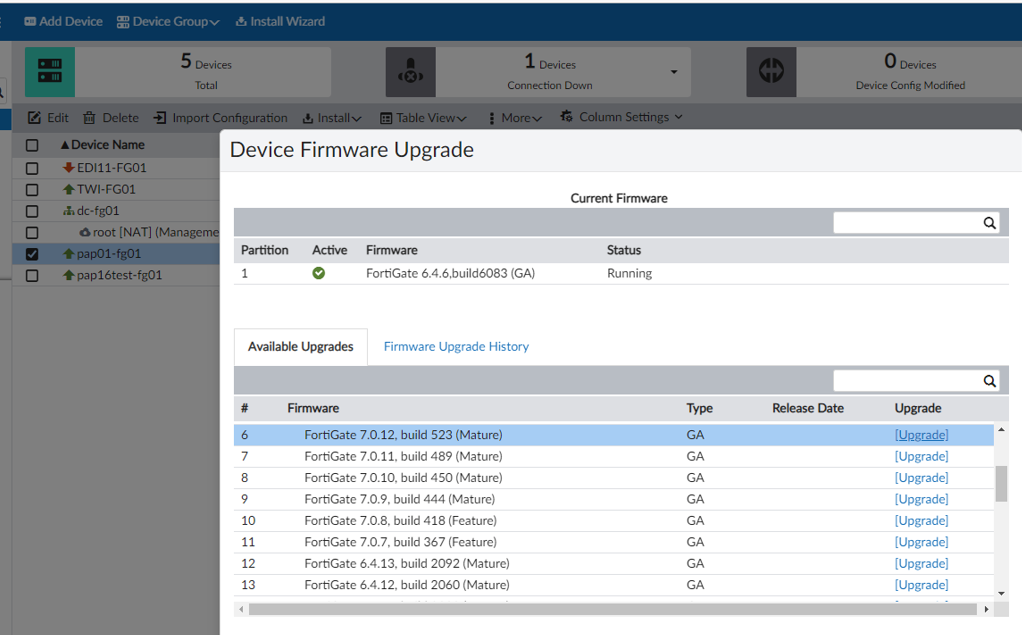 Add Device Device Group Install Wizard
5 Devices
Total
1 Devices
Connection Down
0 Devices
Device Config Modified
Edit Delete Import Configuration Install Table View More Column Settings
Device Name
EDI11-FG01
TWI-FG01
dc-fg01
root [NAT] (Manageme
pap01-fg01
pap16test-fg01
Device Firmware Upgrade
Current Firmware
Partition Active Firmware Status
1 FortiGate 6.4.6,build6083 (GA) Running
Available Upgrades Firmware Upgrade History
# Firmware Type Release Date Upgrade
6 FortiGate 7.0.12, build 523 (Mature) GA [Upgrade]
7 FortiGate 7.0.11, build 489 (Mature) GA [Upgrade]
8 FortiGate 7.0.10, build 450 (Mature) GA [Upgrade]
9 FortiGate 7.0.9, build 444 (Mature) GA [Upgrade]
10 FortiGate 7.0.8, build 418 (Feature) GA [Upgrade]
11 FortiGate 7.0.7, build 367 (Feature) GA [Upgrade]
12 FortiGate 6.4.13, build 2092 (Mature) GA [Upgrade]
13 FortiGate 6.4.12, build 2060 (Mature) GA [Upgrade]